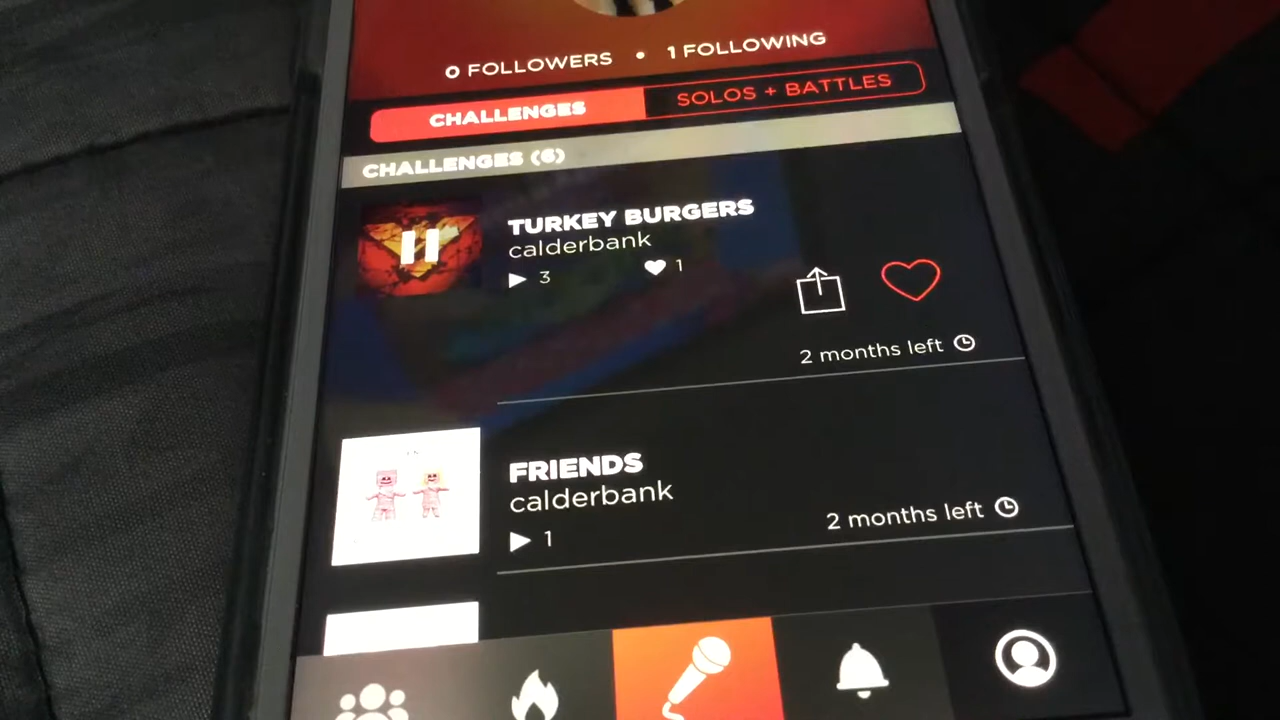 0 FOLLOWERS • 1 FOLLOWING
CHALLENGES SOLOS + BATTLES
CHALLENGES (6)
TURKEY BURGERS
calderbank
3 1
2 months left
FRIENDS
calderbank
1 2 months left